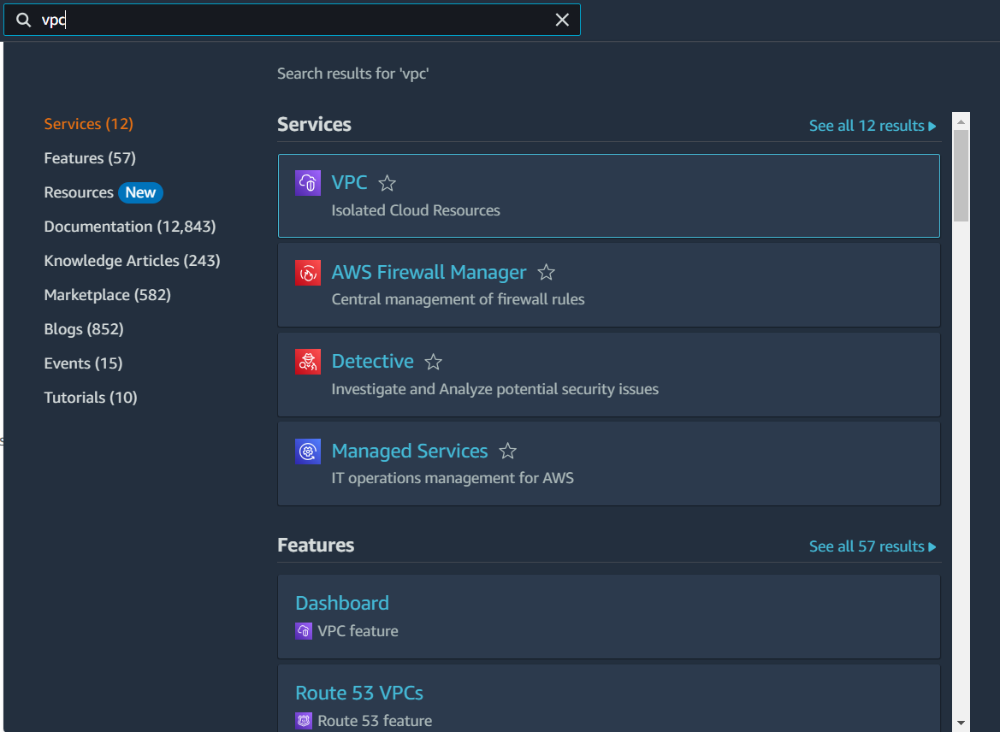 vpc
Search results for 'vpc'
Services (12)
Features (57)
Resources New
Documentation (12,843)
Knowledge Articles (243)
Marketplace (582)
Blogs (852)
Events (15)
Tutorials (10)
Services
See all 12 results
VPC
Isolated Cloud Resources
AWS Firewall Manager
Central management of firewall rules
Detective
Investigate and Analyze potential security issues
Managed Services
IT operations management for AWS
Features
See all 57 results
Dashboard
VPC feature
Route 53 VPCs
Route 53 feature